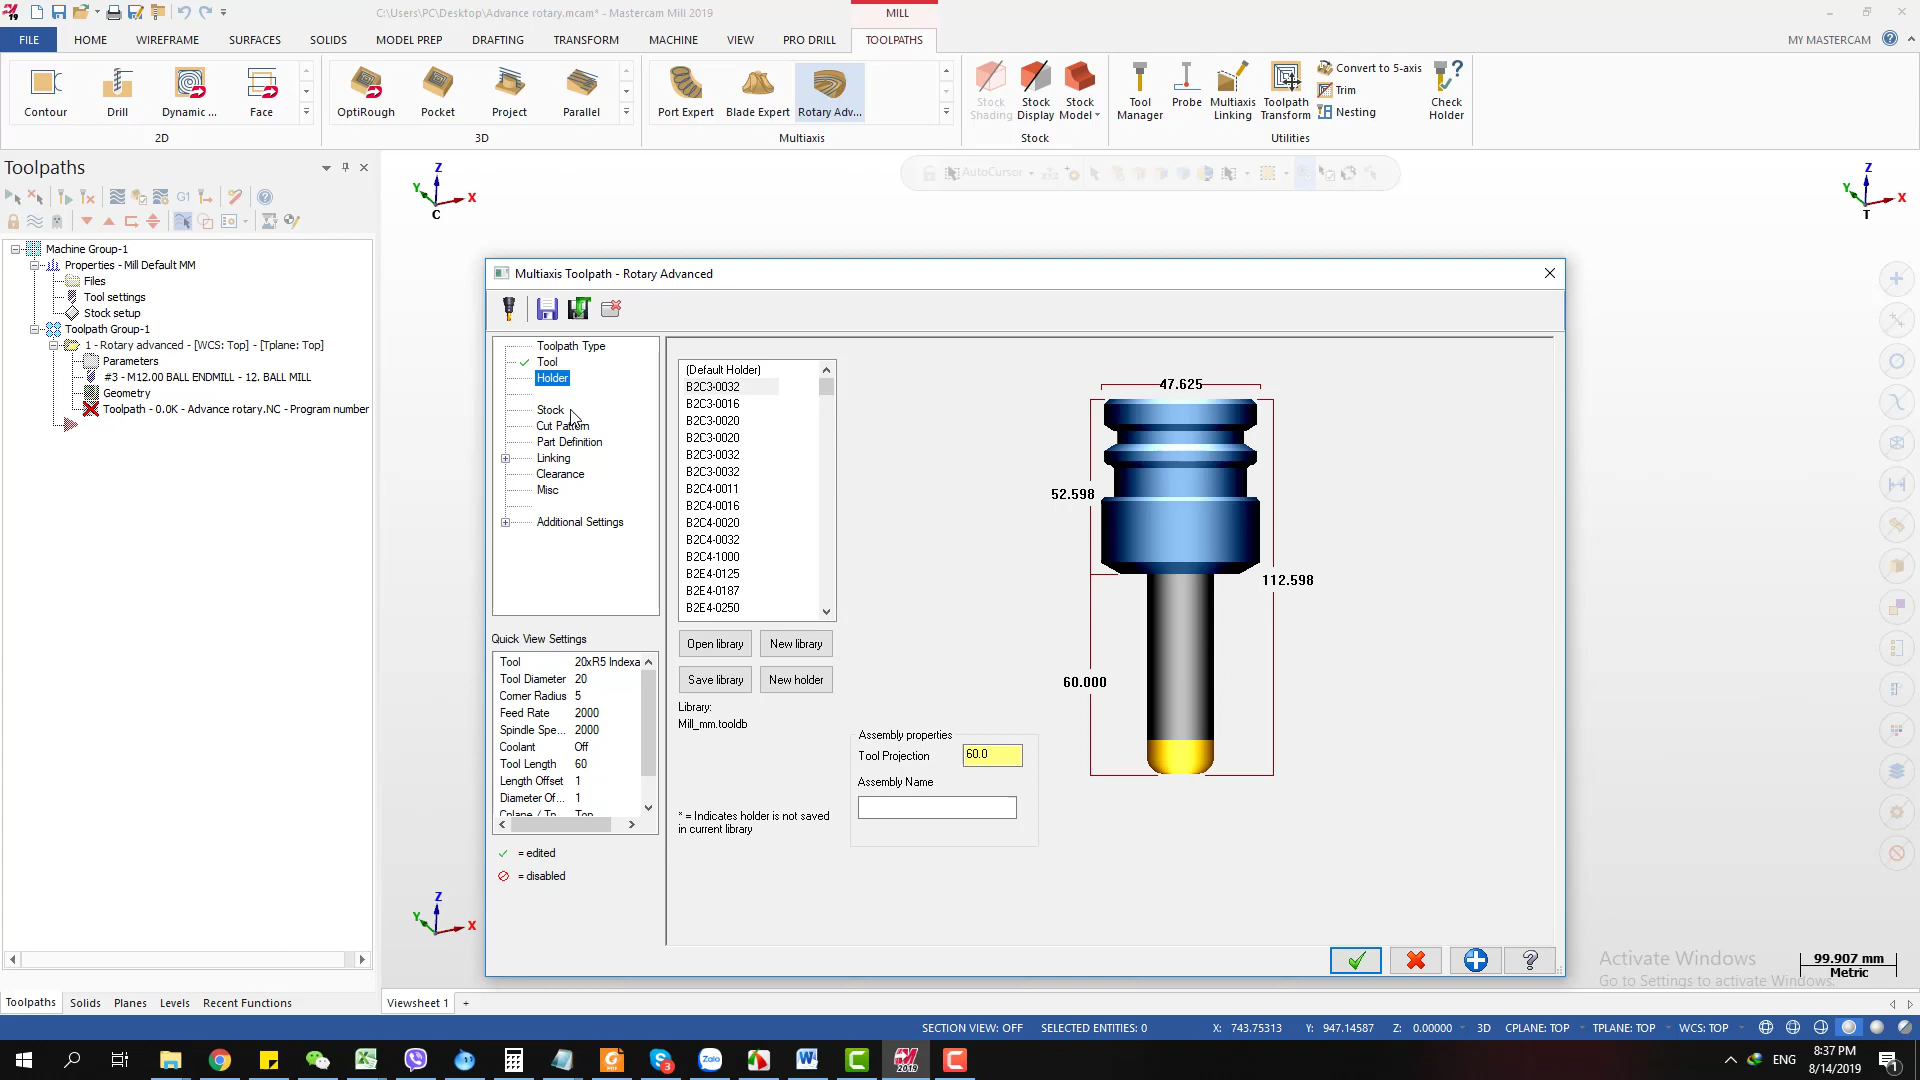 C:\Users\PC\Desktop\Advance rotary.mcam* - Mastercam Mill 2019
MILL
FILE HOME WIREFRAME SURFACES SOLIDS MODEL PREP DRAFTING TRANSFORM MACHINE VIEW PRO DRILL TOOLPATHS MY MASTERCAM
Contour Drill Dynamic ... Face OptiRough Pocket Project Parallel Port Expert Blade Expert Rotary Adv... Stock Shading Stock Display Stock Model Tool Manager Probe Multiaxis Linking Toolpath Transform Convert to 5-axis Trim Nesting Check Holder
2D 3D Multiaxis Stock Utilities
Toolpaths
AutoCursor
Z
Y
X
C
Z
Y
X
T
G1
Machine Group-1
Properties - Mill Default MM
Files
Tool settings
Stock setup
Toolpath Group-1
1 - Rotary advanced - [WCS: Top] - [Tplane: Top]
Parameters
#3 - M12.00 BALL ENDMILL - 12. BALL MILL
Geometry
Toolpath - 0.0K - Advance rotary.NC - Program number
Multiaxis Toolpath - Rotary Advanced
Toolpath Type
Tool
Holder
Stock
Cut Pattern
Part Definition
Linking
Clearance
Misc
Additional Settings
Quick View Settings
Tool 20xR5 Indexa
Tool Diameter 20
Corner Radius 5
Feed Rate 2000
Spindle Spe... 2000
Coolant Off
Tool Length 60
Length Offset 1
Diameter Of... 1
Cplane / Tp... Top
= edited
= disabled
(Default Holder)
B2C3-0032
B2C3-0016
B2C3-0020
B2C3-0020
B2C3-0032
B2C3-0032
B2C4-0011
B2C4-0016
B2C4-0020
B2C4-0032
B2C4-1000
B2E4-0125
B2E4-0187
B2E4-0250
Open library New library
Save library New holder
Library:
Mill_mm.tooldb
* = Indicates holder is not saved
in current library
Assembly properties
Tool Projection 60.0
Assembly Name
47.625
52.598
112.598
60.000
Z
Y
X
Activate Windows
Go to Settings to activate Windows.
99.907 mm
Metric
Toolpaths Solids Planes Levels Recent Functions Viewsheet 1 +
SECTION VIEW: OFF SELECTED ENTITIES: 0 X: 743.75313 Y: 947.14587 Z: 0.00000 3D CPLANE: TOP TPLANE: TOP WCS: TOP
ENG 8:37 PM
8/14/2019